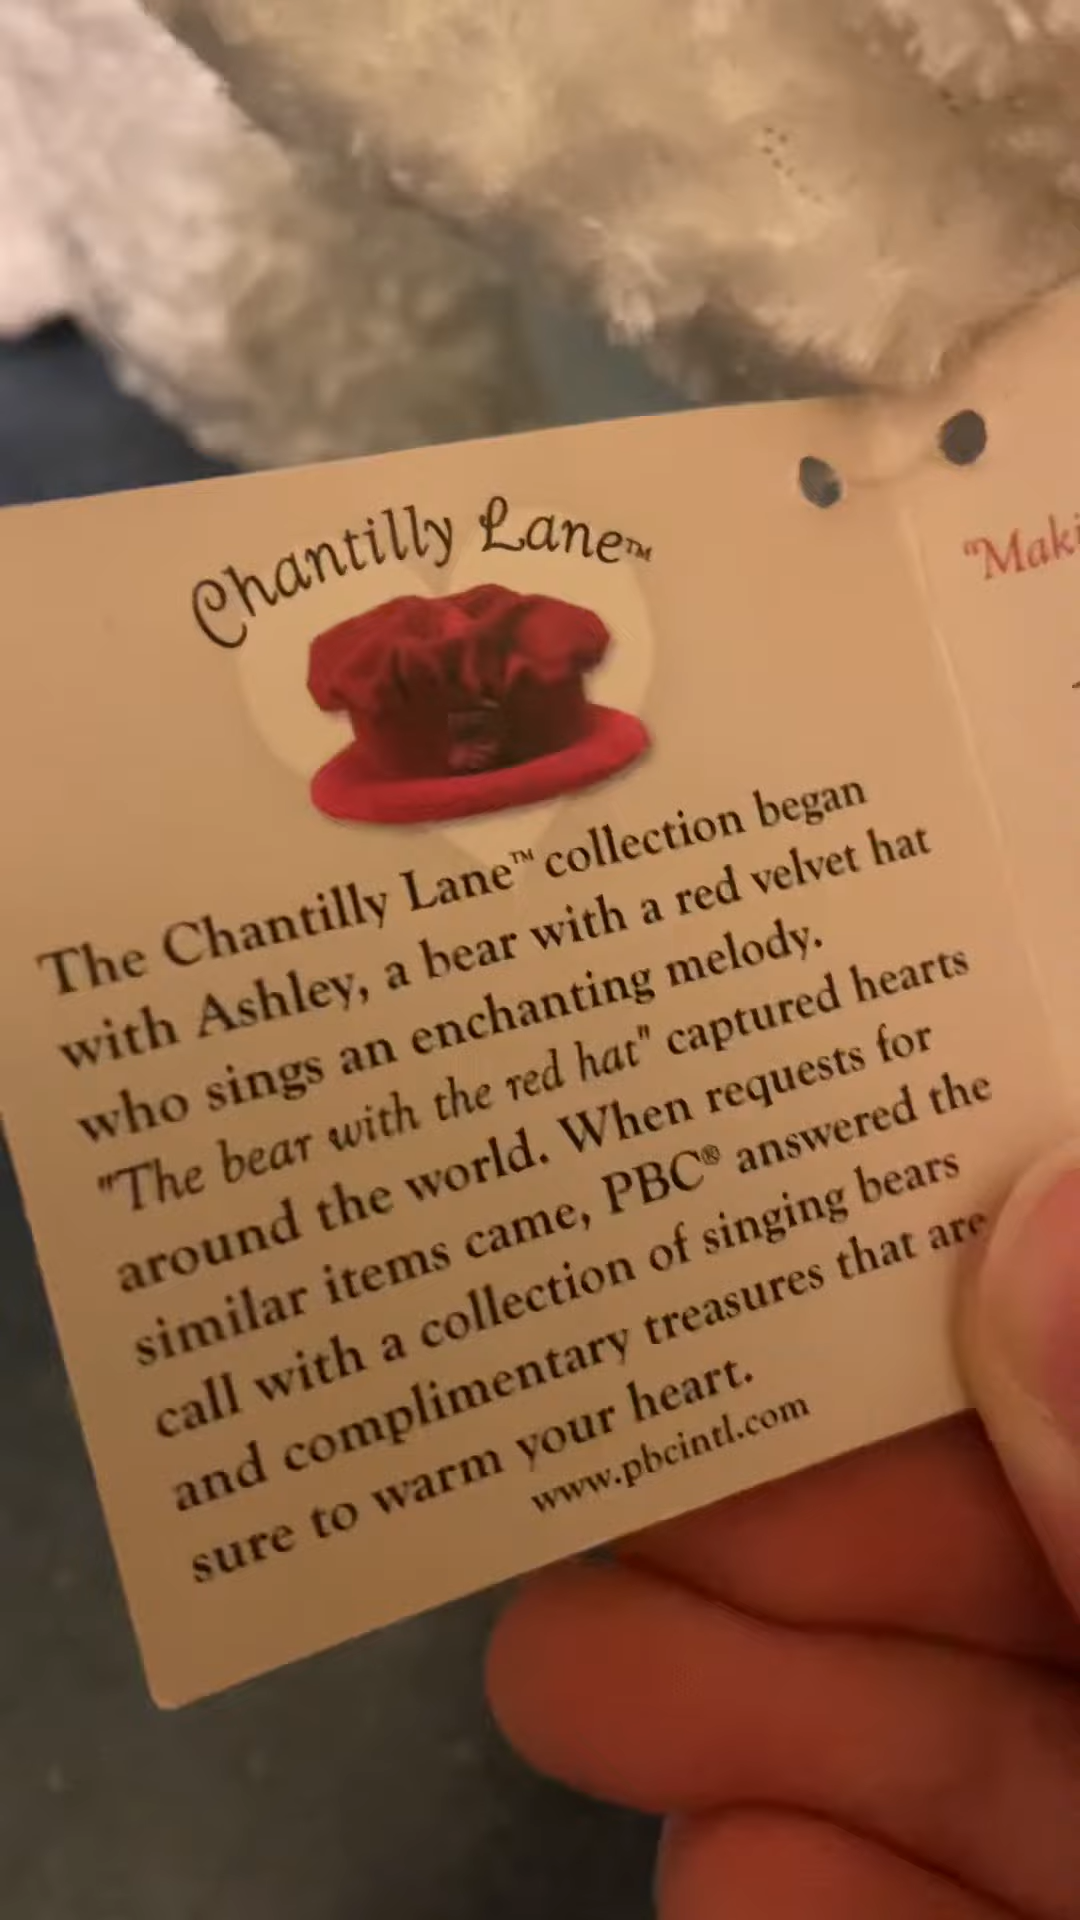 Chantilly Lane™
The Chantilly Lane™ collection began
with Ashley, a bear with a red velvet hat
who sings an enchanting melody.
"The bear with the red hat" captured hearts
around the world. When requests for
similar items came, PBC® answered the
call with a collection of singing bears
and complimentary treasures that are
sure to warm your heart.
www.pbcintl.com